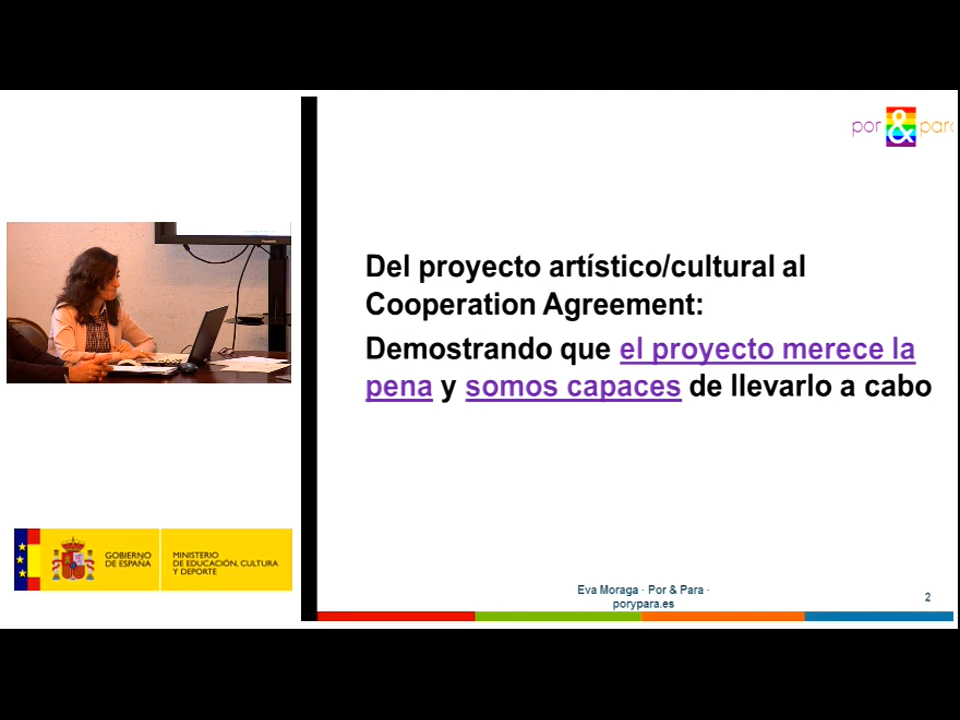 por & para
Del proyecto artístico/cultural al
Cooperation Agreement:
Demostrando que el proyecto merece la
pena y somos capaces de llevarlo a cabo
GOBIERNO
DE ESPAÑA
MINISTERIO
DE EDUCACIÓN, CULTURA
Y DEPORTE
Eva Moraga · Por & Para ·
porypara.es
2